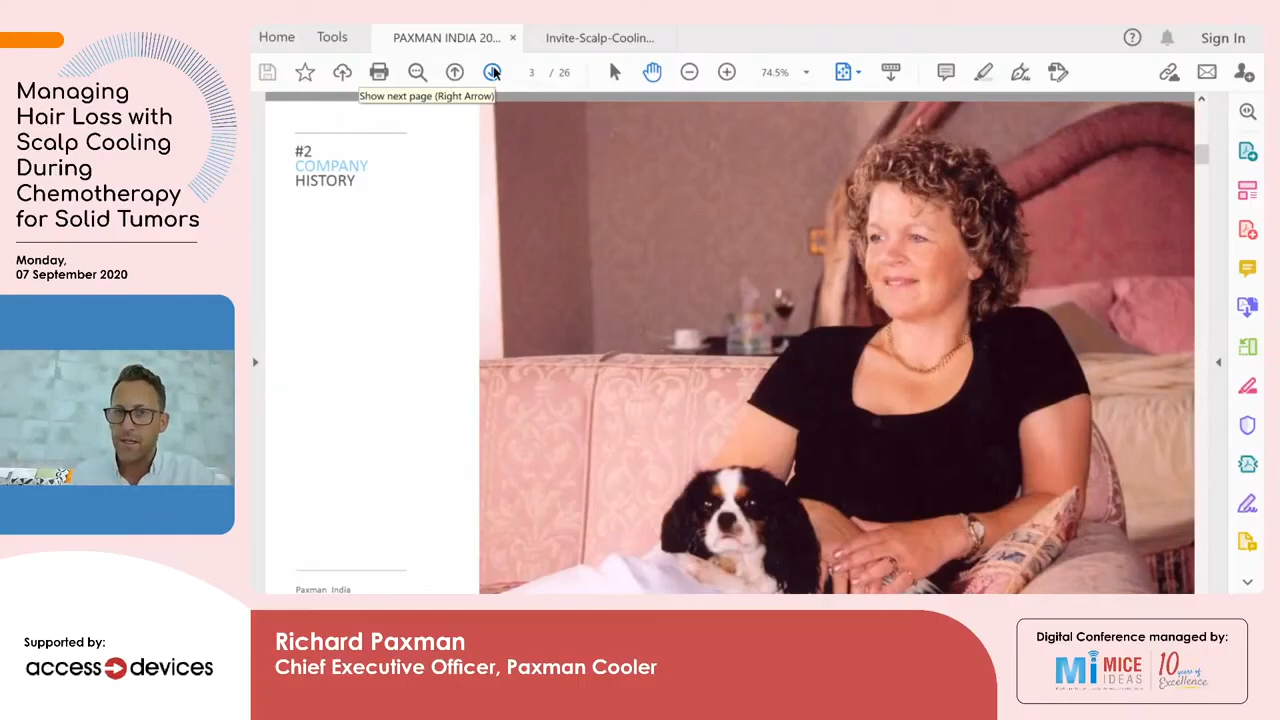 Managing
Hair Loss with
Scalp Cooling
During
Chemotherapy
for Solid Tumors
Monday,
07 September 2020
Home
Tools
PAXMAN INDIA 20...
×
Invite-Scalp-Coolin...
Sign In
3 / 26
74.5%
Show next page (Right Arrow)
#2
COMPANY
HISTORY
Paxman India
Supported by:
access devices
Richard Paxman
Chief Executive Officer, Paxman Cooler
Digital Conference managed by:
Mi MICE
IDEAS
10 years of
Excellence